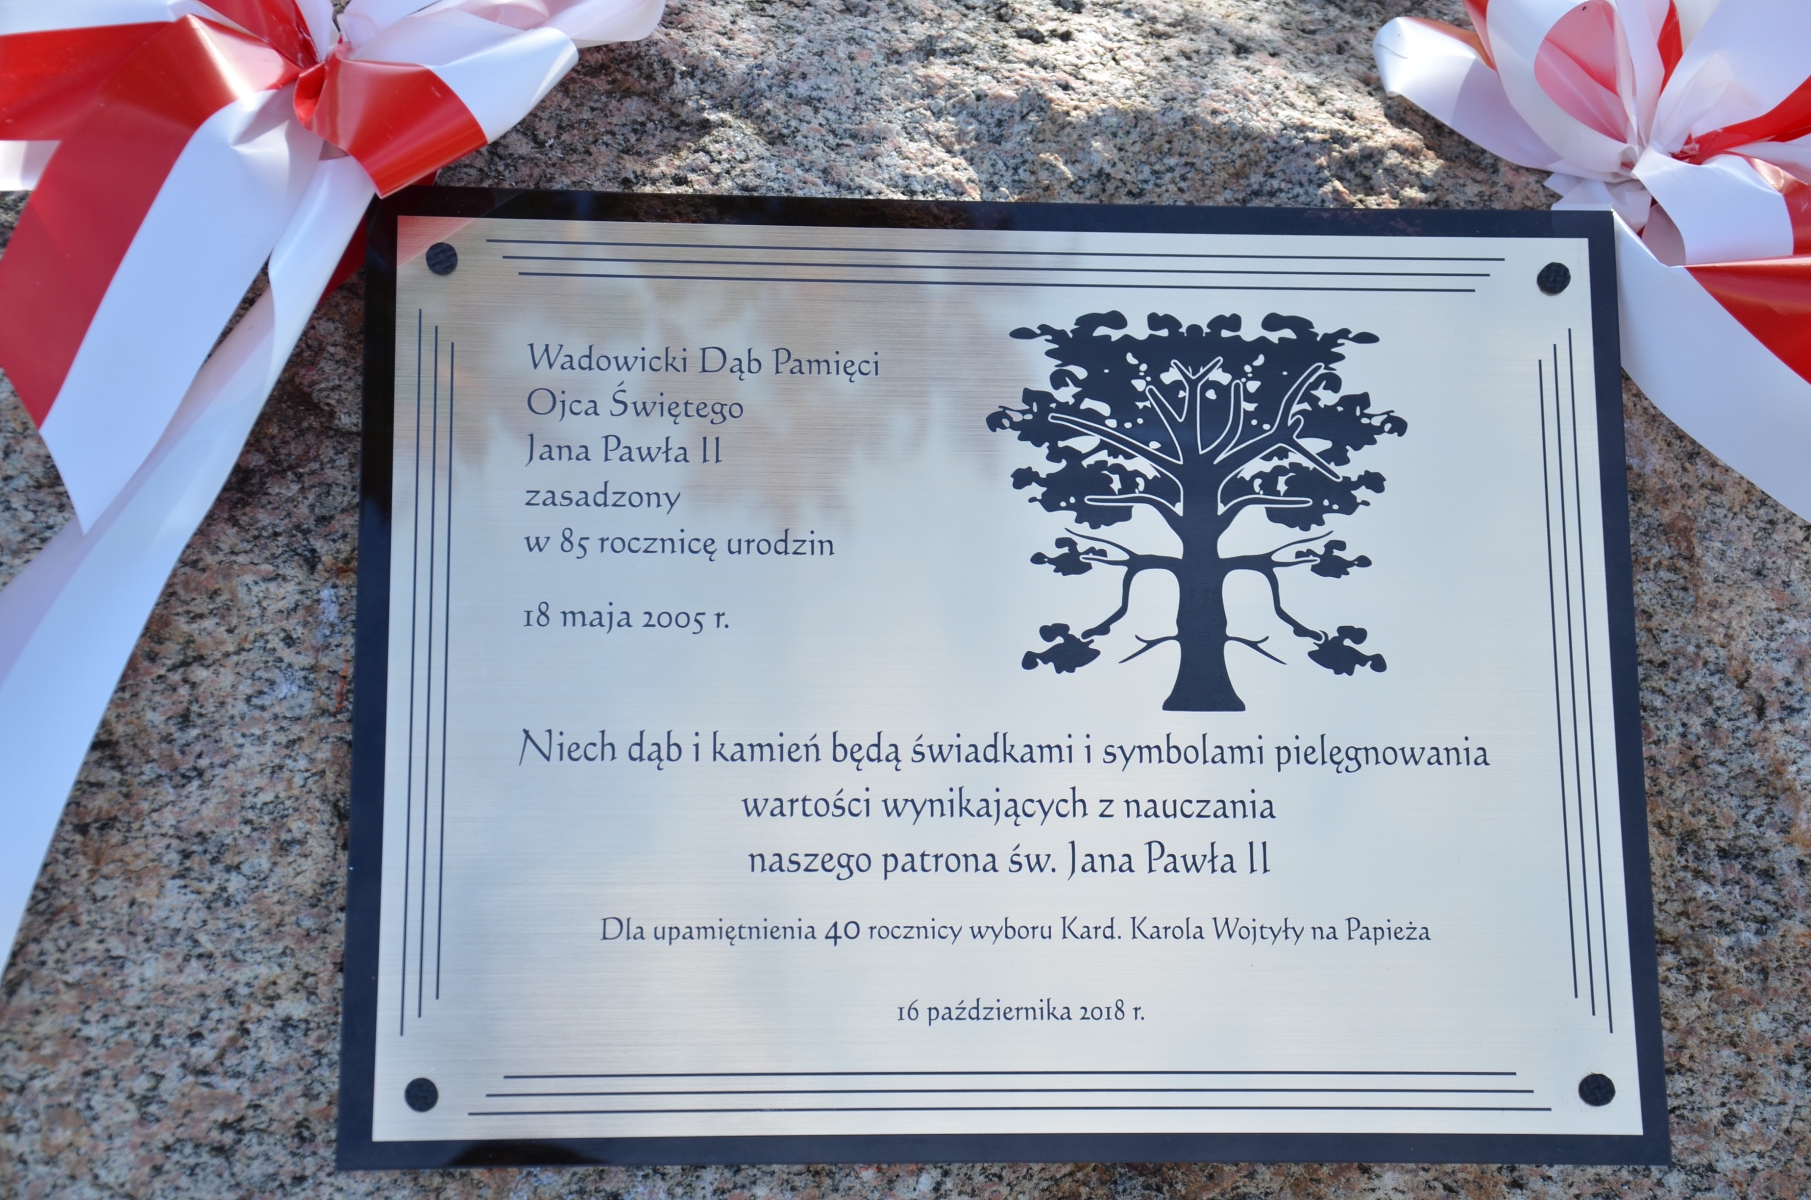 Wadowicki Dąb Pamięci
Ojca Świętego
Jana Pawła II
zasadzony
w 85 rocznicę urodzin
18 maja 2005 r.
Niech dąb i kamień będą świadkami i symbolami pielęgnowania
wartości wynikających z nauczania
naszego patrona św. Jana Pawła II
Dla upamiętnienia 40 rocznicy wyboru Kard. Karola Wojtyły na Papieża
16 października 2018 r.